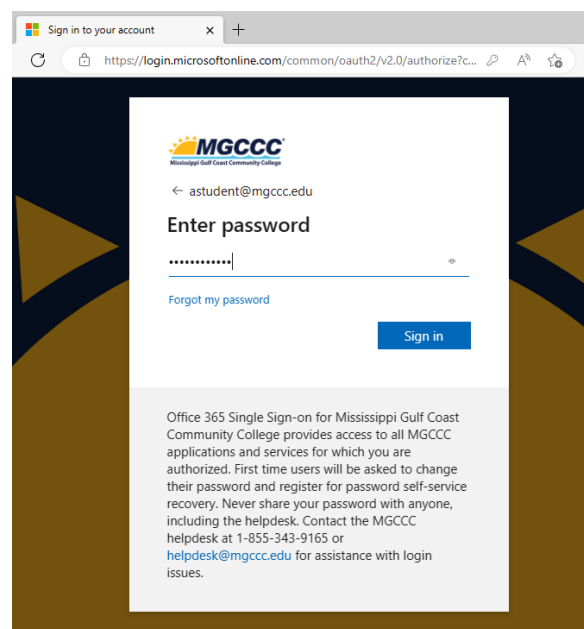 Sign in to your account
https://login.microsoftonline.com/common/oauth2/v2.0/authorize?c...
MGCCC
Mississippi Gulf Coast Community College
astudent@mgccc.edu
Enter password
Forgot my password
Sign in
Office 365 Single Sign-on for Mississippi Gulf Coast
Community College provides access to all MGCCC
applications and services for which you are
authorized. First time users will be asked to change
their password and register for password self-service
recovery. Never share your password with anyone,
including the helpdesk. Contact the MGCCC
helpdesk at 1-855-343-9165 or
helpdesk@mgccc.edu for assistance with login
issues.